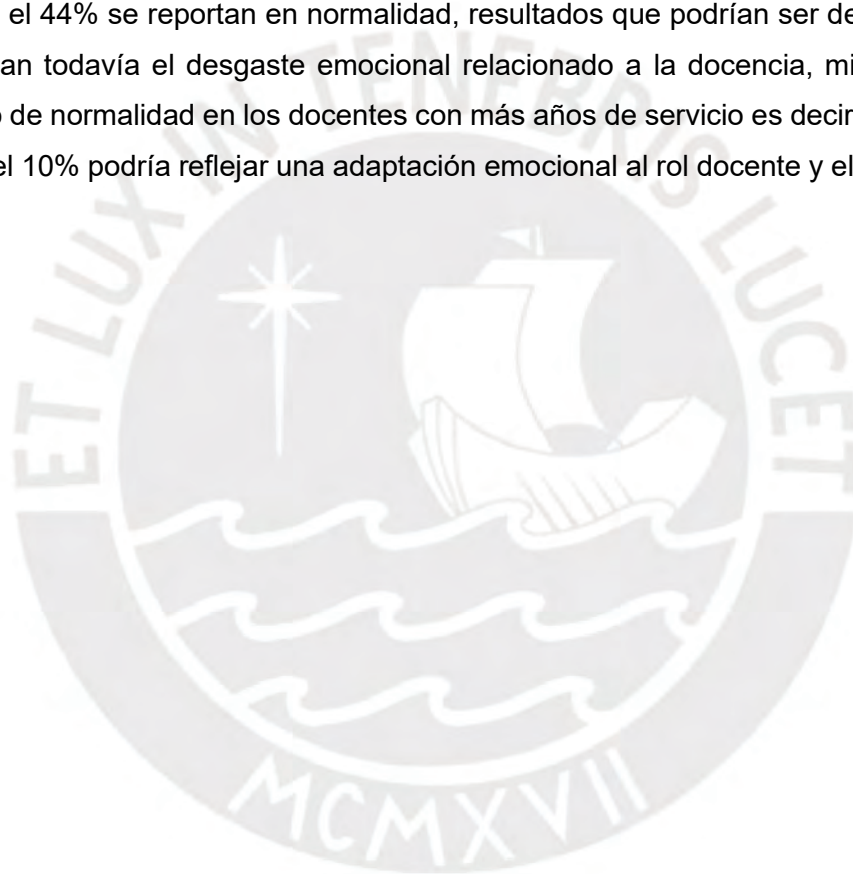 el 44% se reportan en normalidad, resultados que podrían ser de
an todavía el desgaste emocional relacionado a la docencia, mi
de normalidad en los docentes con más años de servicio es decir
el 10% podría reflejar una adaptación emocional al rol docente y el
ET LUX IN TENEBRIS LUCET
MCMXVII